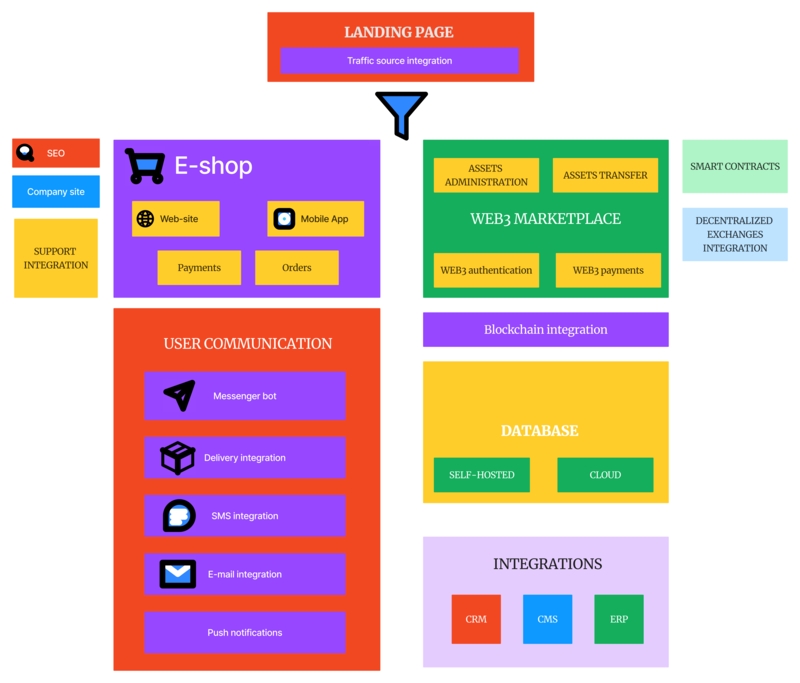 LANDING PAGE
Traffic source integration
SEO
Company site
SUPPORT
INTEGRATION
E-shop
Web-site
Mobile App
Payments
Orders
ASSETS
ADMINISTRATION
ASSETS TRANSFER
WEB3 MARKETPLACE
WEB3 authentication
WEB3 payments
SMART CONTRACTS
DECENTRALIZED
EXCHANGES
INTEGRATION
USER COMMUNICATION
Messenger bot
Delivery integration
SMS integration
E-mail integration
Push notifications
Blockchain integration
DATABASE
SELF-HOSTED
CLOUD
INTEGRATIONS
CRM
CMS
ERP